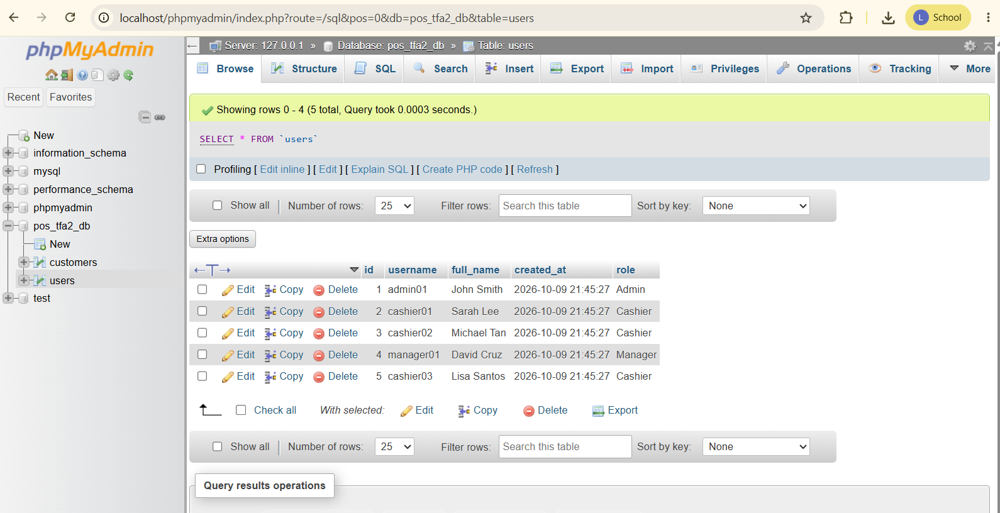 localhost/phpmyadmin/index.php?route=/sql&pos=0&db=pos_tfa2_db&table=users
L School
phpMyAdmin
Recent Favorites
New
information_schema
mysql
performance_schema
phpmyadmin
pos_tfa2_db
New
customers
users
test
Server: 127.0.0.1 » Database: pos_tfa2_db » Table: users
Browse Structure SQL Search Insert Export Import Privileges Operations Tracking More
Showing rows 0 - 4 (5 total, Query took 0.0003 seconds.)
SELECT * FROM `users`
Profiling [ Edit inline ] [ Edit ] [ Explain SQL ] [ Create PHP code ] [ Refresh ]
Show all Number of rows: 25 Filter rows: Search this table Sort by key: None
Extra options
id username full_name created_at role
Edit Copy Delete 1 admin01 John Smith 2026-10-09 21:45:27 Admin
Edit Copy Delete 2 cashier01 Sarah Lee 2026-10-09 21:45:27 Cashier
Edit Copy Delete 3 cashier02 Michael Tan 2026-10-09 21:45:27 Cashier
Edit Copy Delete 4 manager01 David Cruz 2026-10-09 21:45:27 Manager
Edit Copy Delete 5 cashier03 Lisa Santos 2026-10-09 21:45:27 Cashier
Check all With selected: Edit Copy Delete Export
Show all Number of rows: 25 Filter rows: Search this table Sort by key: None
Query results operations